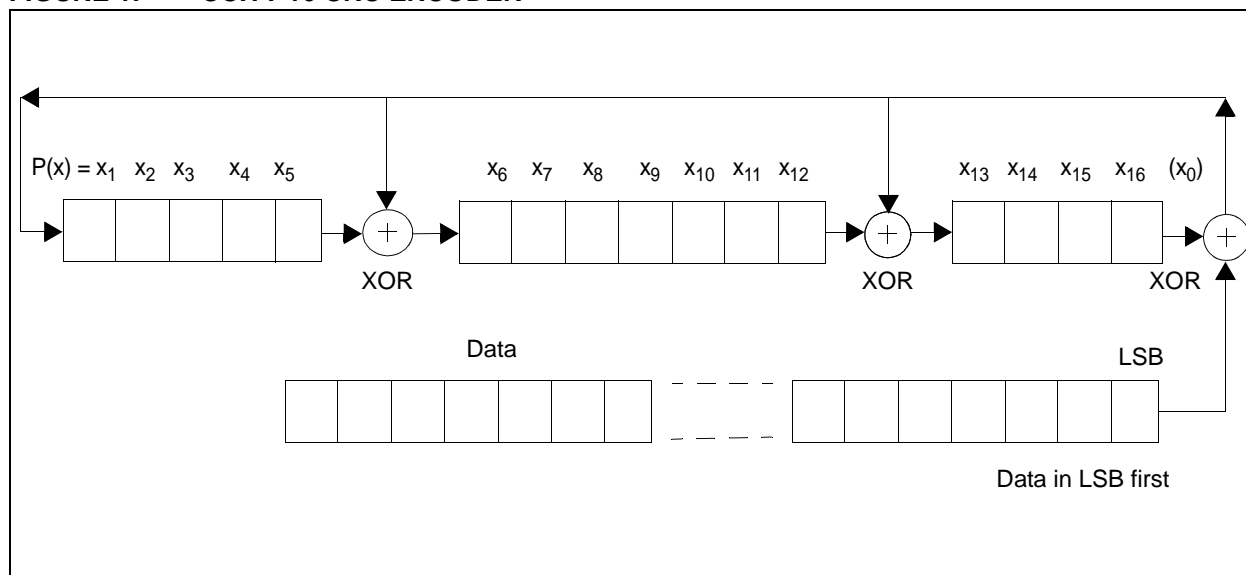 P(x) = x1 x2 x3 x4 x5 x6 x7 x8 x9 x10 x11 x12 x13 x14 x15 x16 (x0)
XOR XOR XOR
Data LSB
Data in LSB first